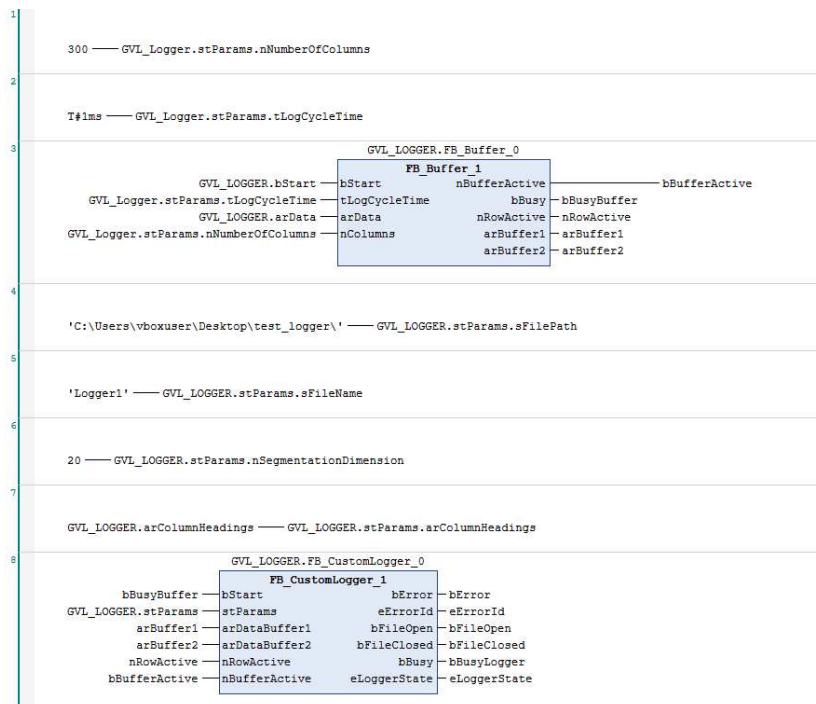 1
300 GVL_Logger.stParams.nNumberOfColumns
2
T#1ms GVL_Logger.stParams.tLogCycleTime
3
GVL_LOGGER.FB_Buffer_0
FB_Buffer_1
GVL_LOGGER.bStart bStart nBufferActive bBufferActive
GVL_Logger.stParams.tLogCycleTime tLogCycleTime bBusy bBusyBuffer
GVL_LOGGER.arData arData nRowActive nRowActive
GVL_Logger.stParams.nNumberOfColumns nColumns arBuffer1 arBuffer1
arBuffer2 arBuffer2
4
'C:\Users\vboxuser\Desktop\test_logger\' GVL_LOGGER.stParams.sFilePath
5
'Logger1' GVL_LOGGER.stParams.sFileName
6
20 GVL_LOGGER.stParams.nSegmentationDimension
7
GVL_LOGGER.arColumnHeadings GVL_LOGGER.stParams.arColumnHeadings
8
GVL_LOGGER.FB_CustomLogger_0
FB_CustomLogger_1
bBusyBuffer bStart bError bError
GVL_LOGGER.stParams stParams eErrorId eErrorId
arBuffer1 arDataBuffer1 bFileOpen bFileOpen
arBuffer2 arDataBuffer2 bFileClosed bFileClosed
nRowActive nRowActive bBusy bBusyLogger
bBufferActive nBufferActive eLoggerState eLoggerState